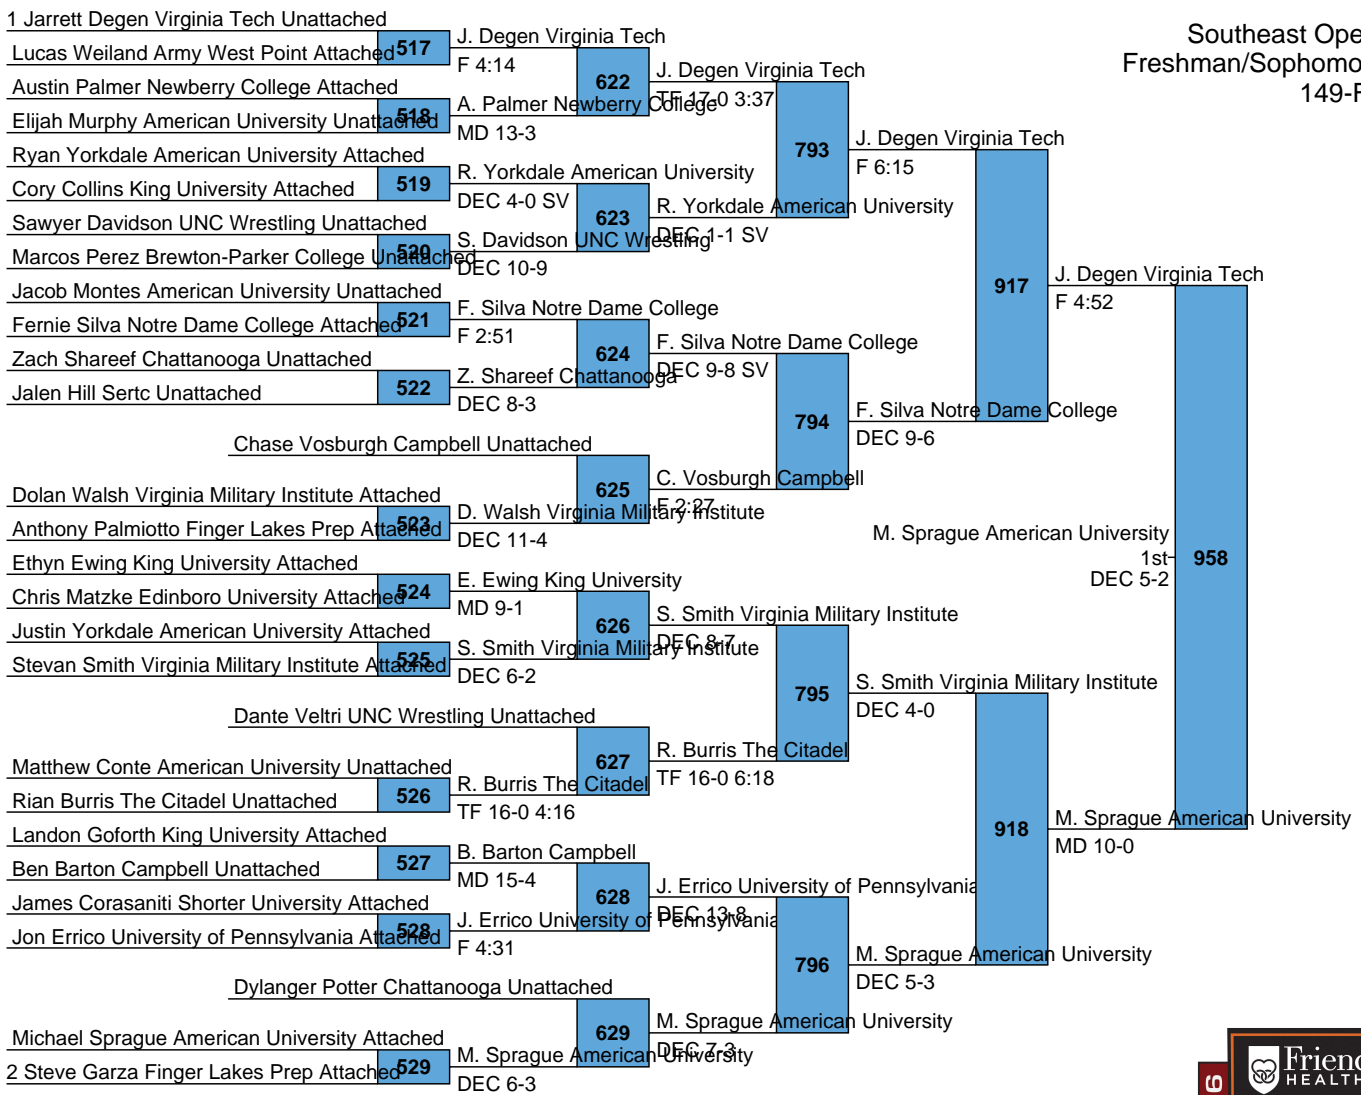 1 Jarrett Degen Virginia Tech Unattached
Lucas Weiland Army West Point Attached
Austin Palmer Newberry College Attached
Elijah Murphy American University Unattached
Ryan Yorkdale American University Attached
Cory Collins King University Attached
Sawyer Davidson UNC Wrestling Unattached
Marcos Perez Brewton-Parker College Unattached
Jacob Montes American University Unattached
Fernie Silva Notre Dame College Attached
Zach Shareef Chattanooga Unattached
Jalen Hill Sertc Unattached
Chase Vosburgh Campbell Unattached
Dolan Walsh Virginia Military Institute Attached
Anthony Palmiotto Finger Lakes Prep Attached
Ethyn Ewing King University Attached
Chris Matzke Edinboro University Attached
Justin Yorkdale American University Attached
Stevan Smith Virginia Military Institute Attached
Dante Veltri UNC Wrestling Unattached
Matthew Conte American University Unattached
Rian Burris The Citadel Unattached
Landon Goforth King University Attached
Ben Barton Campbell Unattached
James Corasaniti Shorter University Attached
Jon Errico University of Pennsylvania Attached
Dylanger Potter Chattanooga Unattached
Michael Sprague American University Attached
2 Steve Garza Finger Lakes Prep Attached
517
518
519
520
521
522
523
524
525
526
527
528
529
J. Degen Virginia Tech
F 4:14
A. Palmer Newberry College
MD 13-3
R. Yorkdale American University
DEC 4-0 SV
S. Davidson UNC Wrestling
DEC 10-9
F. Silva Notre Dame College
F 2:51
Z. Shareef Chattanooga
DEC 8-3
D. Walsh Virginia Military Institute
DEC 11-4
E. Ewing King University
MD 9-1
S. Smith Virginia Military Institute
DEC 6-2
R. Burris The Citadel
TF 16-0 4:16
B. Barton Campbell
MD 15-4
J. Errico University of Pennsylvania
F 4:31
M. Sprague American University
DEC 6-3
622
623
624
625
626
627
628
629
J. Degen Virginia Tech
TF 17-0 3:37
R. Yorkdale American University
DEC 1-1 SV
F. Silva Notre Dame College
DEC 9-8 SV
C. Vosburgh Campbell
F 2:27
S. Smith Virginia Military Institute
DEC 8-7
R. Burris The Citadel
TF 16-0 6:18
J. Errico University of Pennsylvania
DEC 13-8
M. Sprague American University
DEC 7-3
793
794
795
796
J. Degen Virginia Tech
F 6:15
F. Silva Notre Dame College
DEC 9-6
S. Smith Virginia Military Institute
DEC 4-0
M. Sprague American University
DEC 5-3
917
918
J. Degen Virginia Tech
F 4:52
M. Sprague American University
MD 10-0
958
M. Sprague American University
1st
DEC 5-2
Southeast Ope
Freshman/Sophomo
149-F
Friend
HEALTH